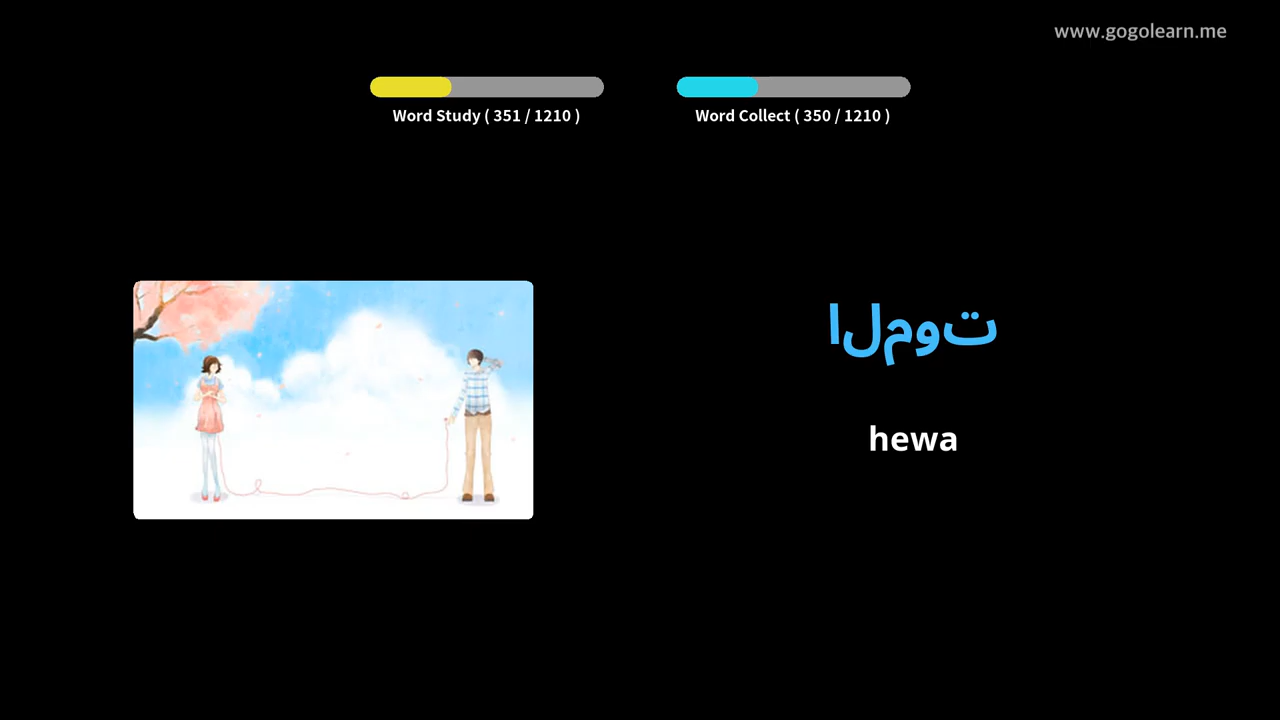 www.gogolearn.me
Word Study ( 351 / 1210 )
Word Collect ( 350 / 1210 )
الموت
hewa